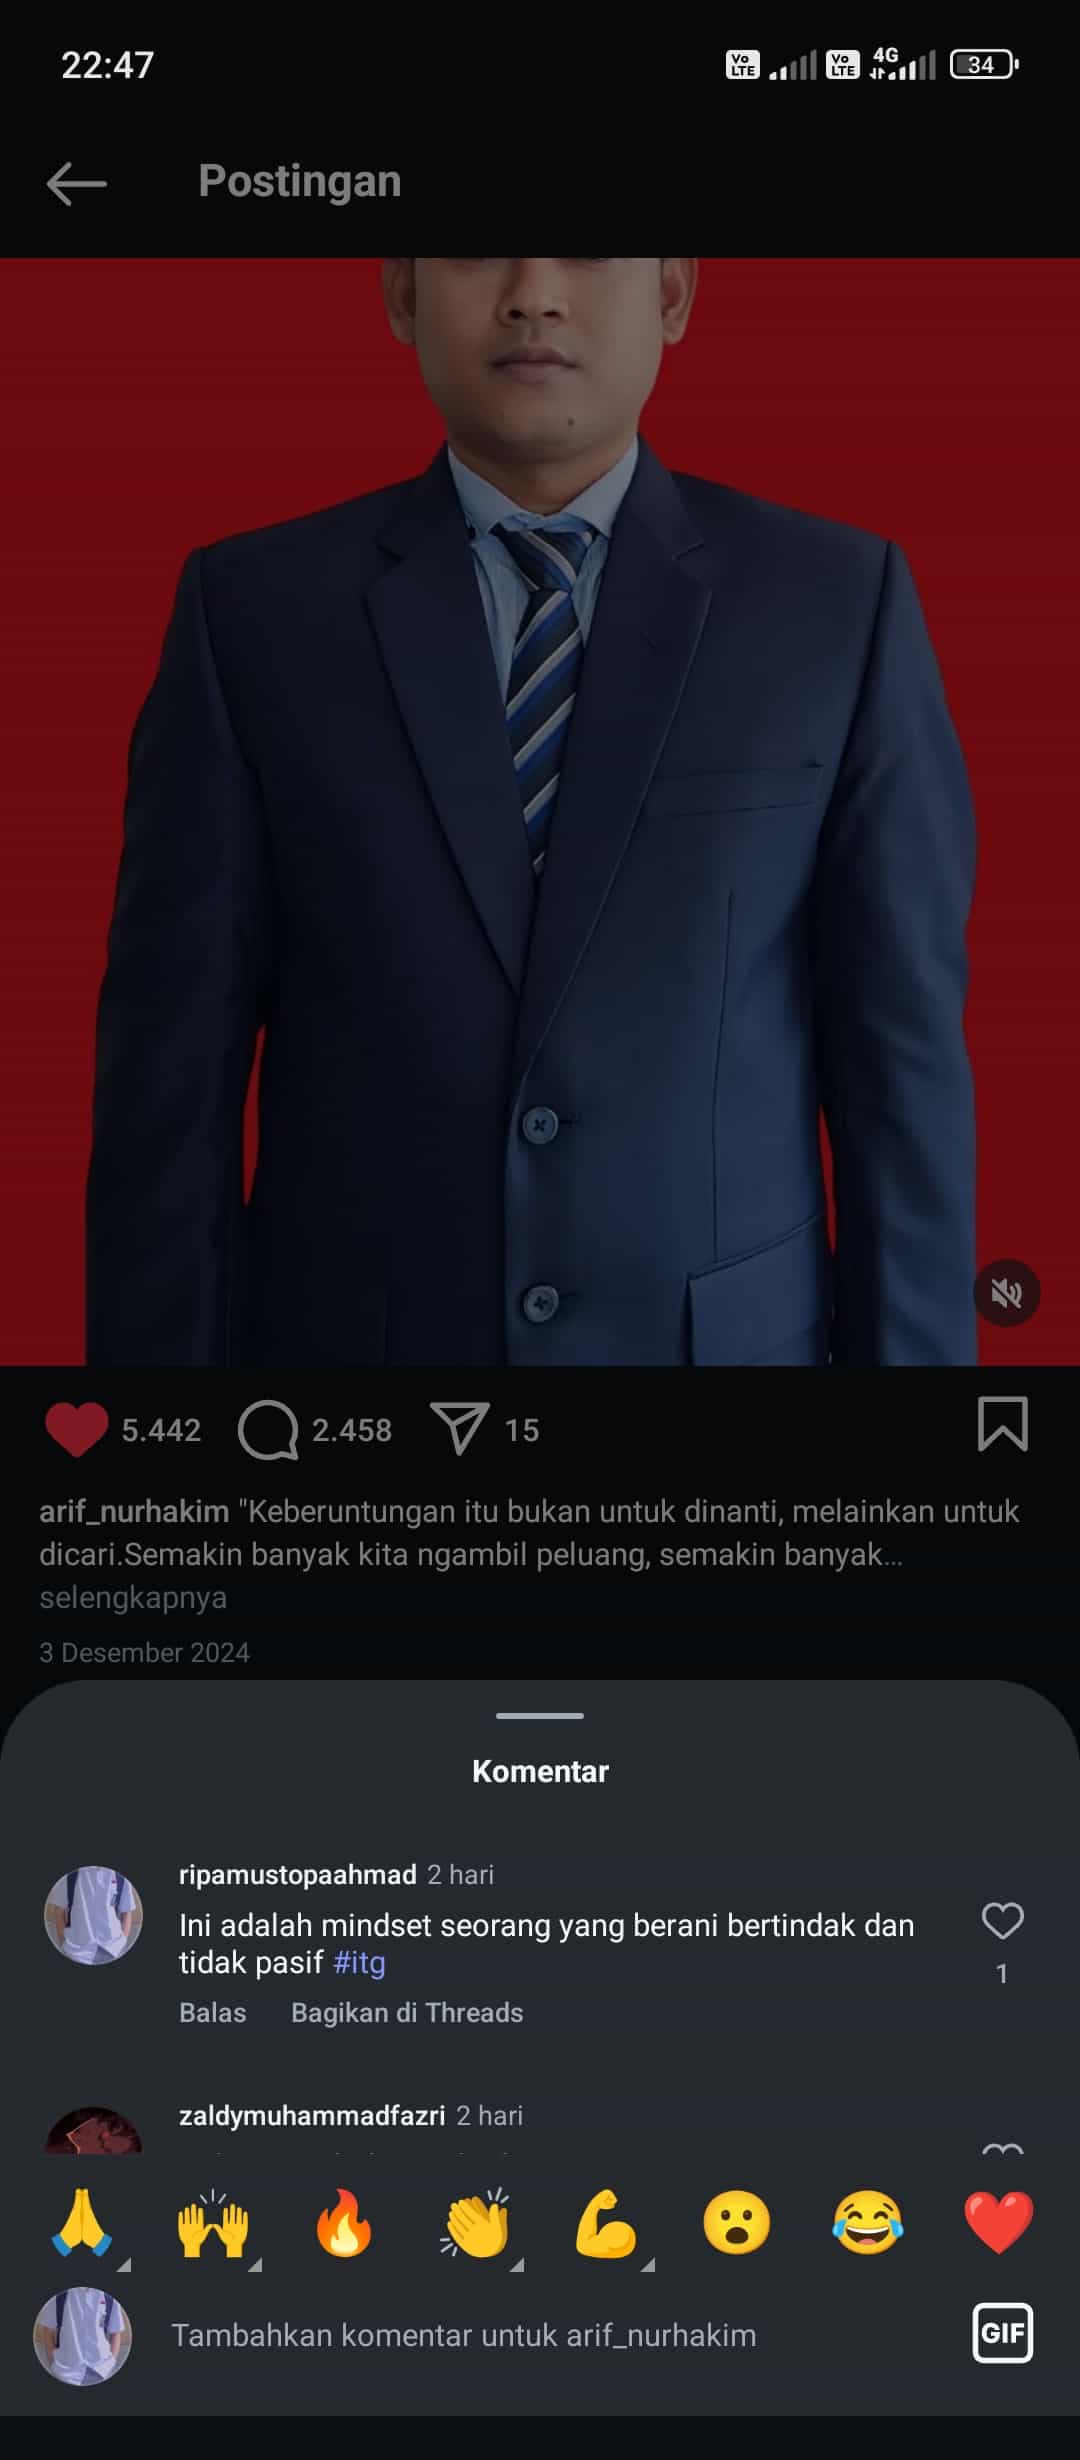 22:47
Vo LTE
Vo LTE
4G
34
Postingan
5.442
2.458
15
arif_nurhakim "Keberuntungan itu bukan untuk dinanti, melainkan untuk
dicari.Semakin banyak kita ngambil peluang, semakin banyak...
selengkapnya
3 Desember 2024
Komentar
ripamustopaahmad 2 hari
Ini adalah mindset seorang yang berani bertindak dan
tidak pasif #itg
1
Balas Bagikan di Threads
zaldymuhammadfazri 2 hari
Tambahkan komentar untuk arif_nurhakim
GIF